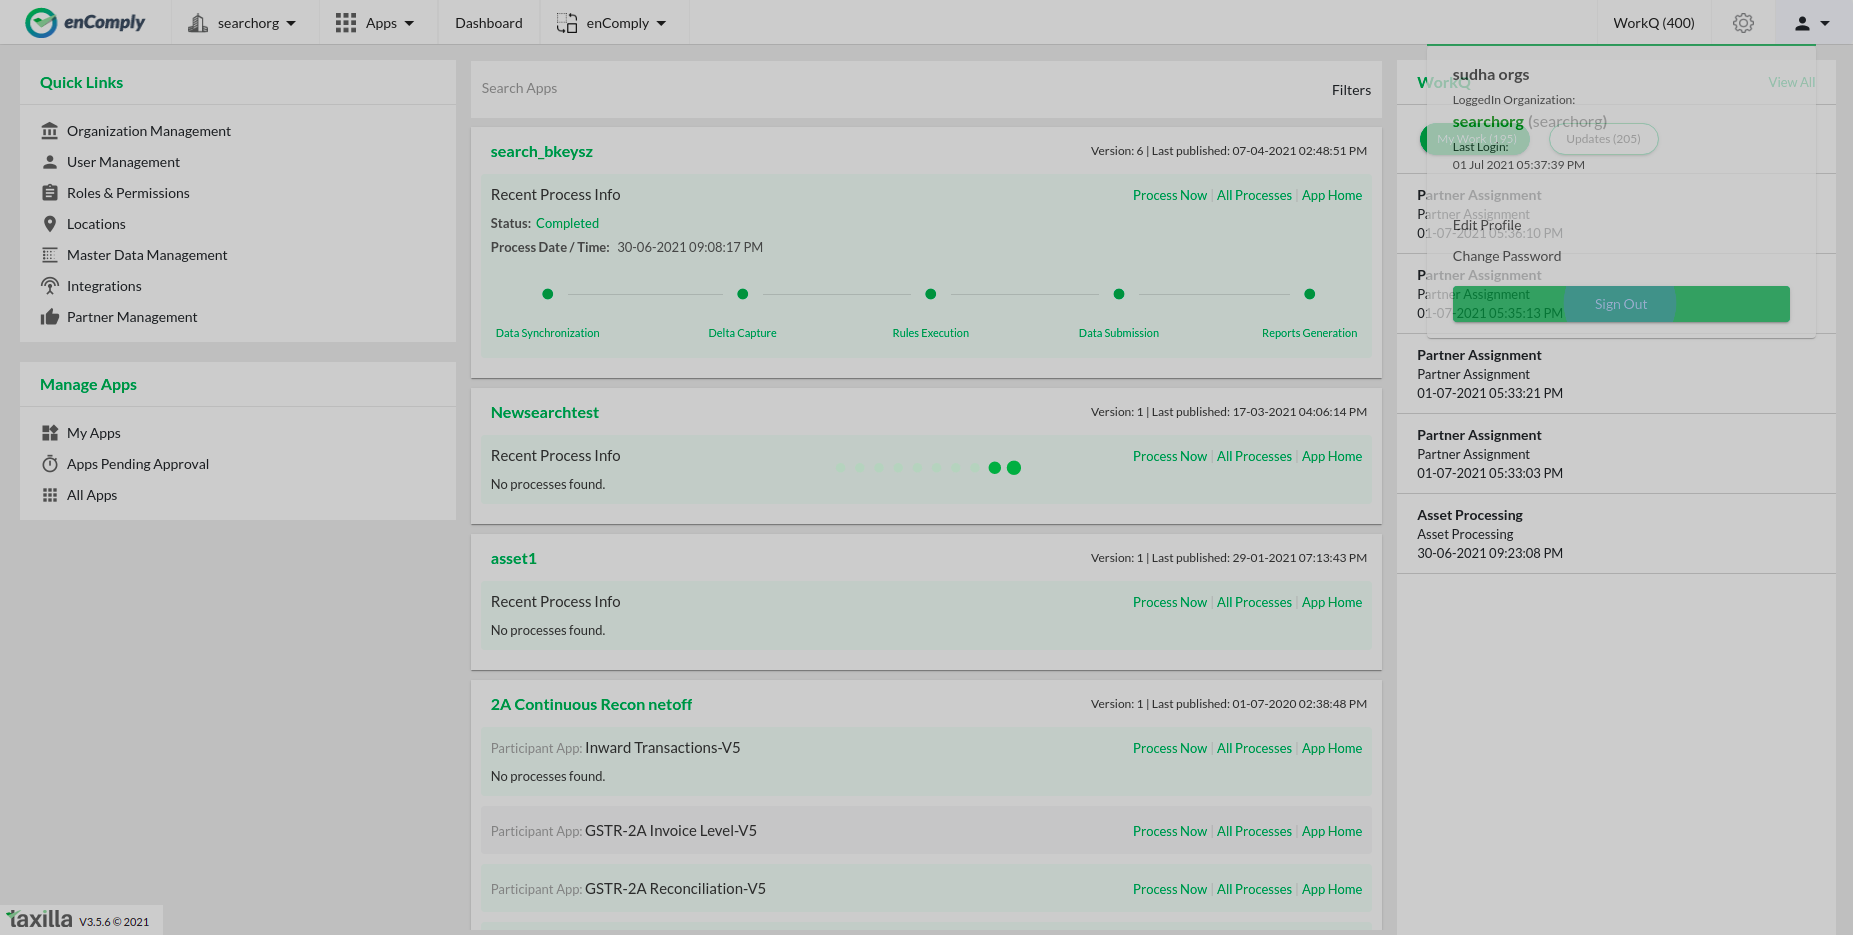 enComply
searchorg
Apps
Dashboard
enComply
WorkQ (400)
Quick Links
Organization Management
User Management
Roles & Permissions
Locations
Master Data Management
Integrations
Partner Management
Manage Apps
My Apps
Apps Pending Approval
All Apps
Search Apps
Filters
search_bkeysz
Version: 6 | Last published: 07-04-2021 02:48:51 PM
Recent Process Info
Process Now | All Processes | App Home
Status: Completed
Process Date / Time: 30-06-2021 09:08:17 PM
Data Synchronization
Delta Capture
Rules Execution
Data Submission
Reports Generation
Newsearchtest
Version: 1 | Last published: 17-03-2021 04:06:14 PM
Recent Process Info
Process Now | All Processes | App Home
No processes found.
asset1
Version: 1 | Last published: 29-01-2021 07:13:43 PM
Recent Process Info
Process Now | All Processes | App Home
No processes found.
2A Continuous Recon netoff
Version: 1 | Last published: 01-07-2020 02:38:48 PM
Participant App: Inward Transactions-V5
Process Now | All Processes | App Home
No processes found.
Participant App: GSTR-2A Invoice Level-V5
Process Now | All Processes | App Home
Participant App: GSTR-2A Reconciliation-V5
Process Now | All Processes | App Home
WorkQ
View All
My Work (195)
Updates (205)
Partner Assignment
Partner Assignment
01-07-2021 05:36:10 PM
Partner Assignment
Partner Assignment
01-07-2021 05:35:13 PM
Partner Assignment
Partner Assignment
01-07-2021 05:33:21 PM
Partner Assignment
Partner Assignment
01-07-2021 05:33:03 PM
Asset Processing
Asset Processing
30-06-2021 09:23:08 PM
sudha orgs
LoggedIn Organization:
searchorg (searchorg)
Last Login:
01 Jul 2021 05:37:39 PM
Edit Profile
Change Password
Sign Out
taxilla V3.5.6 © 2021